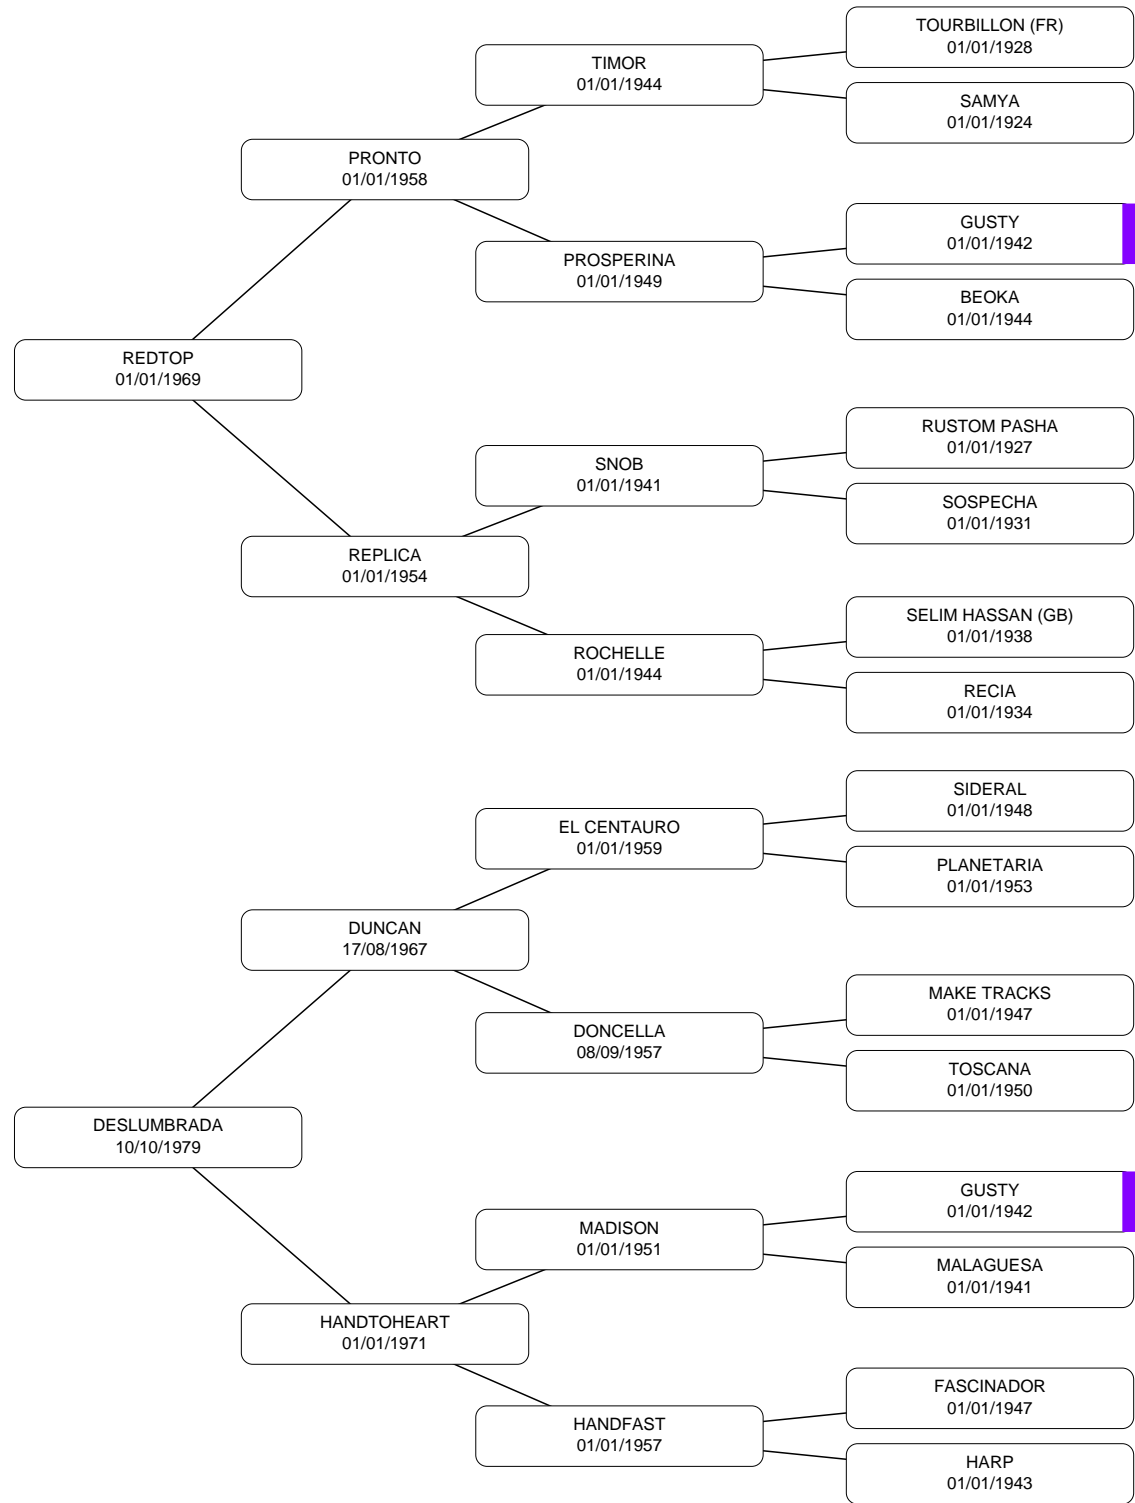 TOURBILLON (FR)
01/01/1928
TIMOR
01/01/1944
SAMYA
01/01/1924
PRONTO
01/01/1958
GUSTY
01/01/1942
PROSPERINA
01/01/1949
BEOKA
01/01/1944
REDTOP
01/01/1969
RUSTOM PASHA
01/01/1927
SNOB
01/01/1941
SOSPECHA
01/01/1931
REPLICA
01/01/1954
SELIM HASSAN (GB)
01/01/1938
ROCHELLE
01/01/1944
RECIA
01/01/1934
SIDERAL
01/01/1948
EL CENTAURO
01/01/1959
PLANETARIA
01/01/1953
DUNCAN
17/08/1967
MAKE TRACKS
01/01/1947
DONCELLA
08/09/1957
TOSCANA
01/01/1950
DESLUMBRADA
10/10/1979
GUSTY
01/01/1942
MADISON
01/01/1951
MALAGUESA
01/01/1941
HANDTOHEART
01/01/1971
FASCINADOR
01/01/1947
HANDFAST
01/01/1957
HARP
01/01/1943